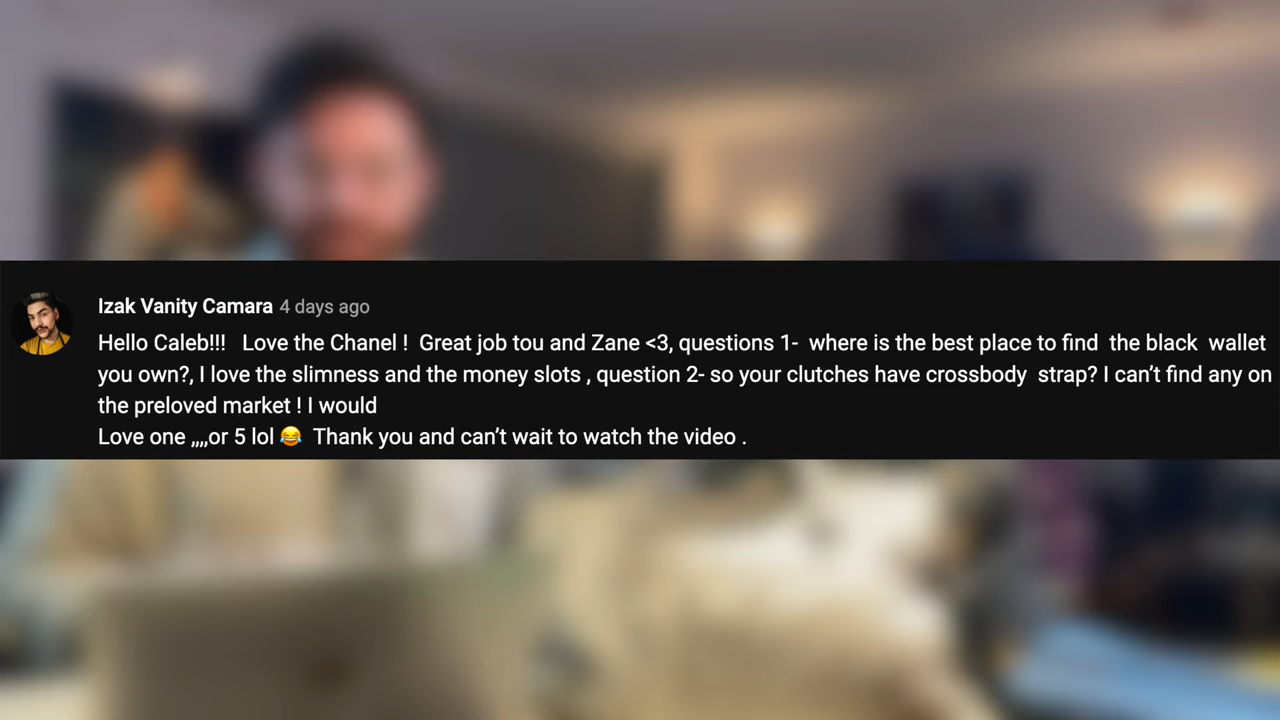 Izak Vanity Camara 4 days ago
Hello Caleb!!!   Love the Chanel !  Great job tou and Zane <3, questions 1-  where is the best place to find  the black  wallet
you own?, I love the slimness and the money slots , question 2- so your clutches have crossbody  strap? I can’t find any on
the preloved market ! I would
Love one ,,,,or 5 lol 😂  Thank you and can’t wait to watch the video .